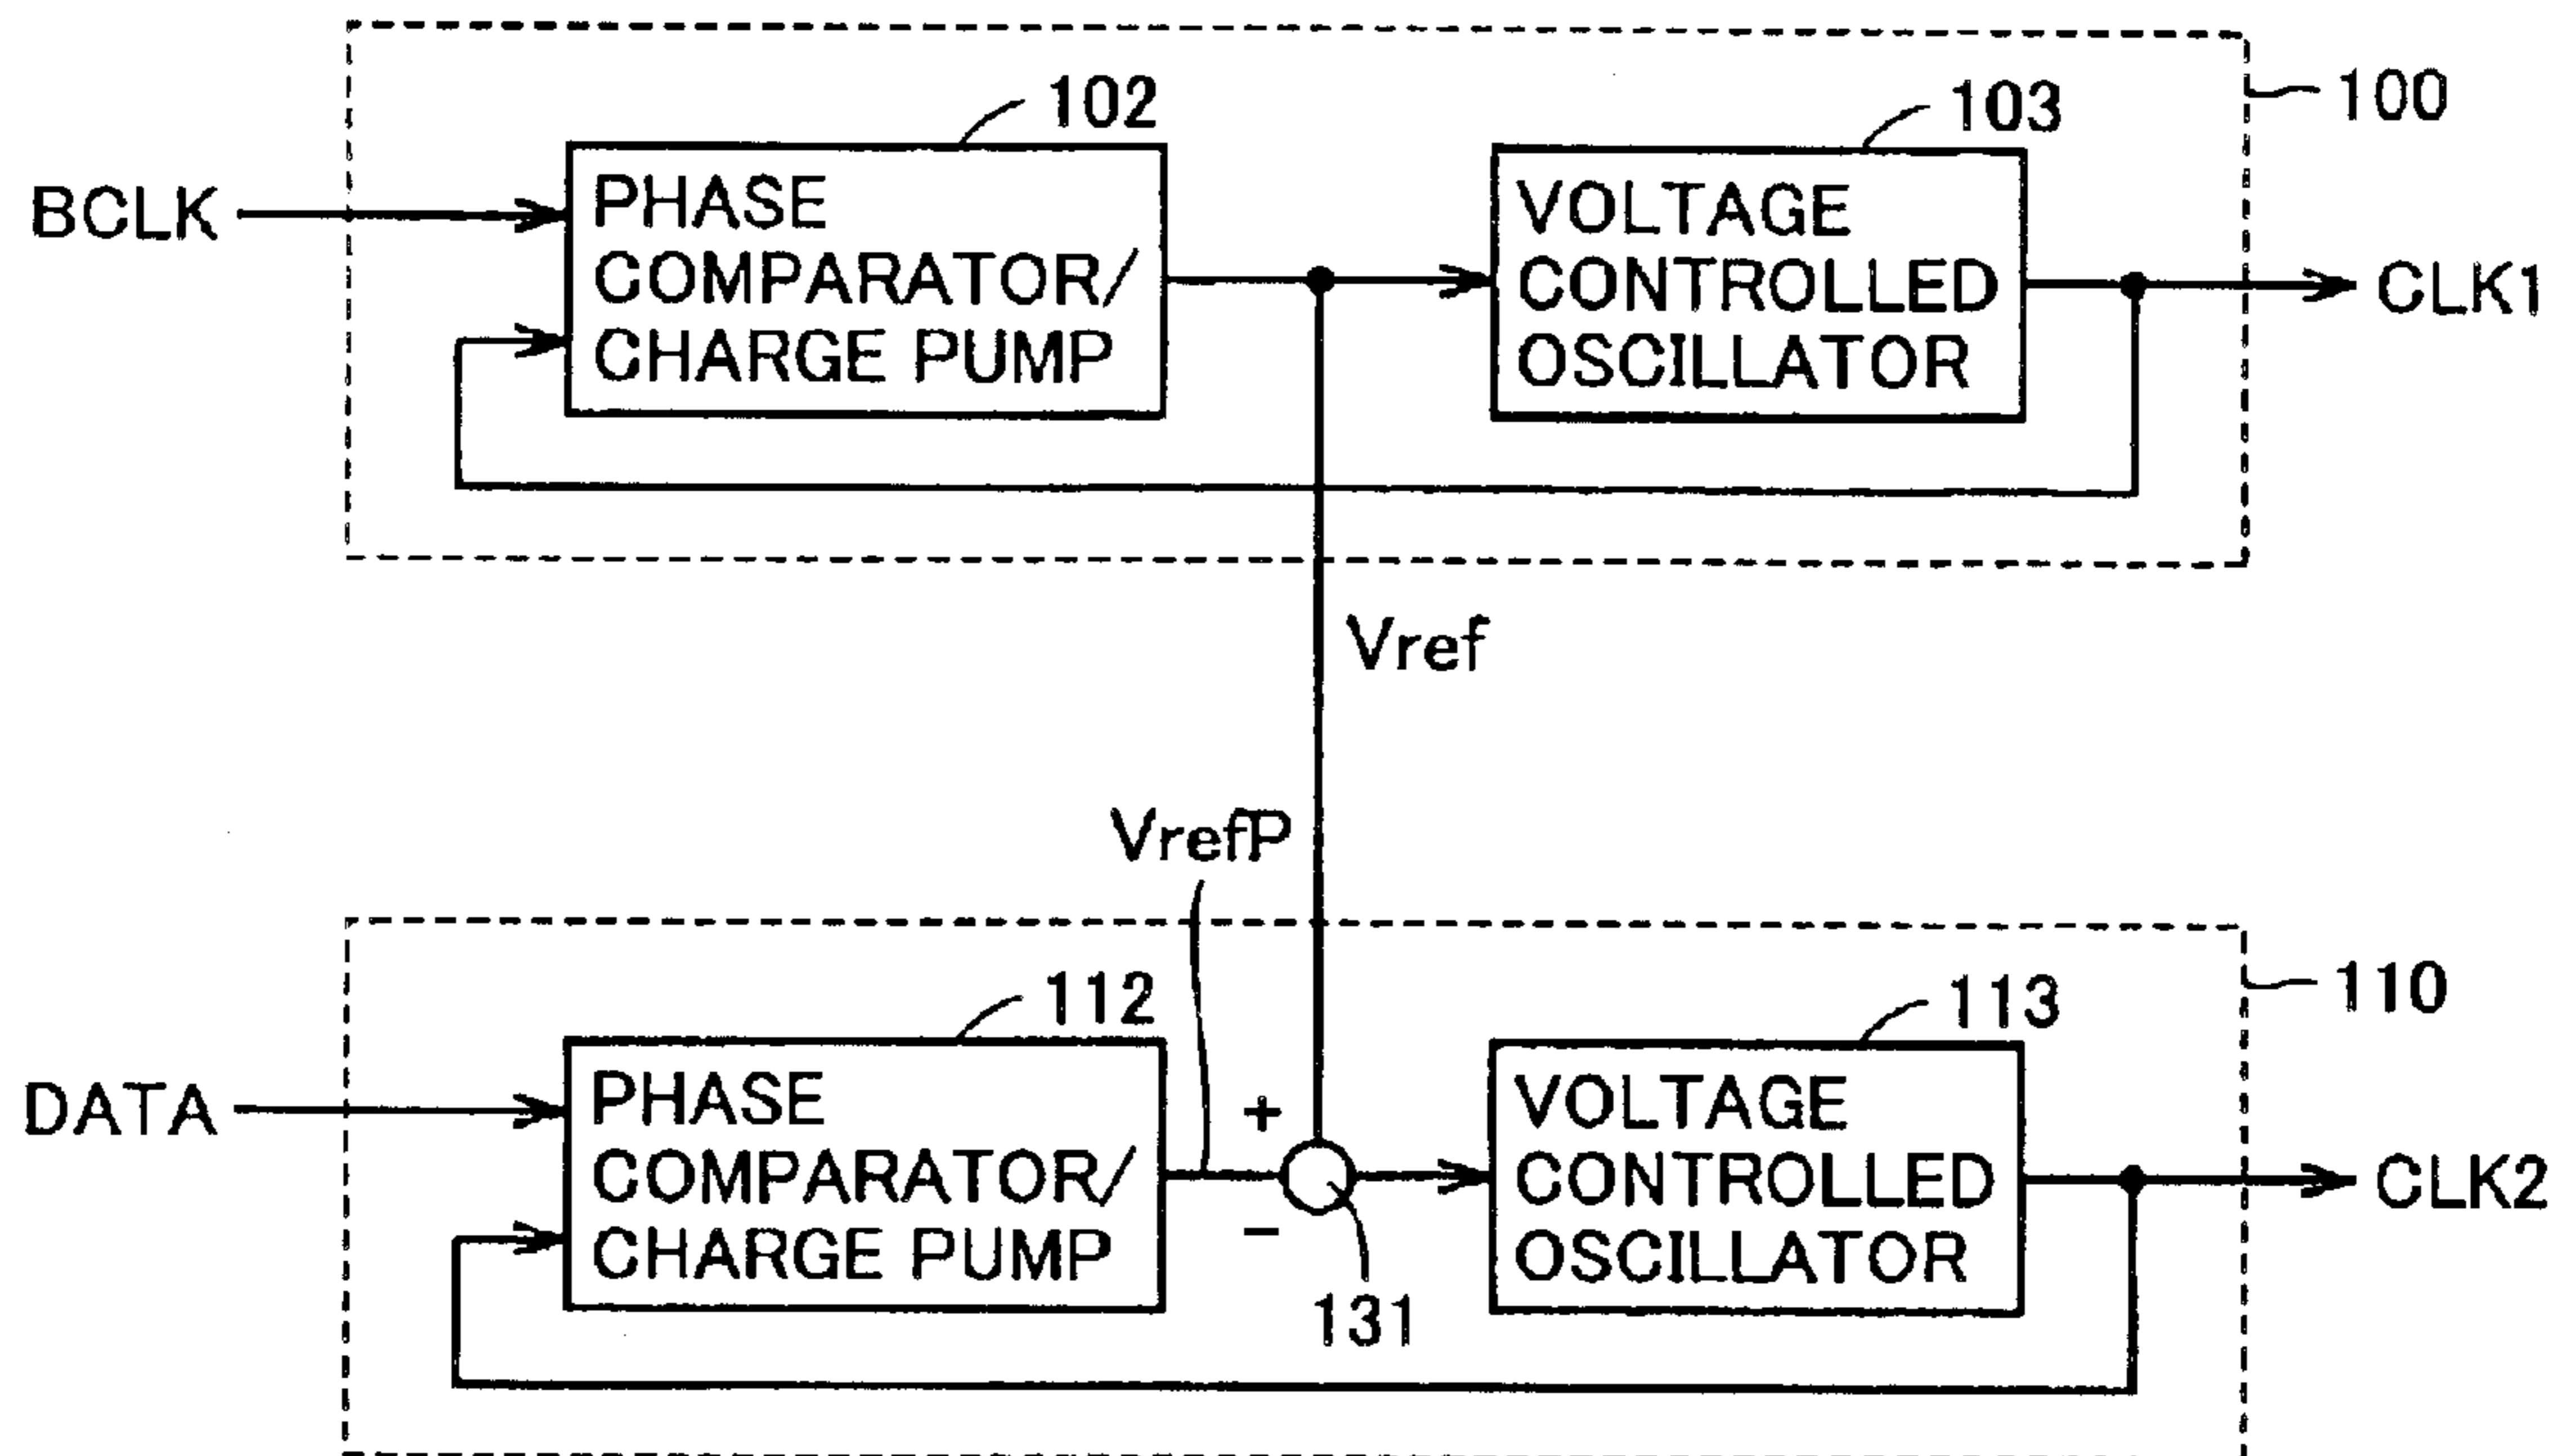 102
103
100
BCLK
PHASE
COMPARATOR/
CHARGE PUMP
VOLTAGE
CONTROLLED
OSCILLATOR
CLK1
Vref
VrefP
112
113
110
DATA
PHASE
COMPARATOR/
CHARGE PUMP
+
−
131
VOLTAGE
CONTROLLED
OSCILLATOR
CLK2